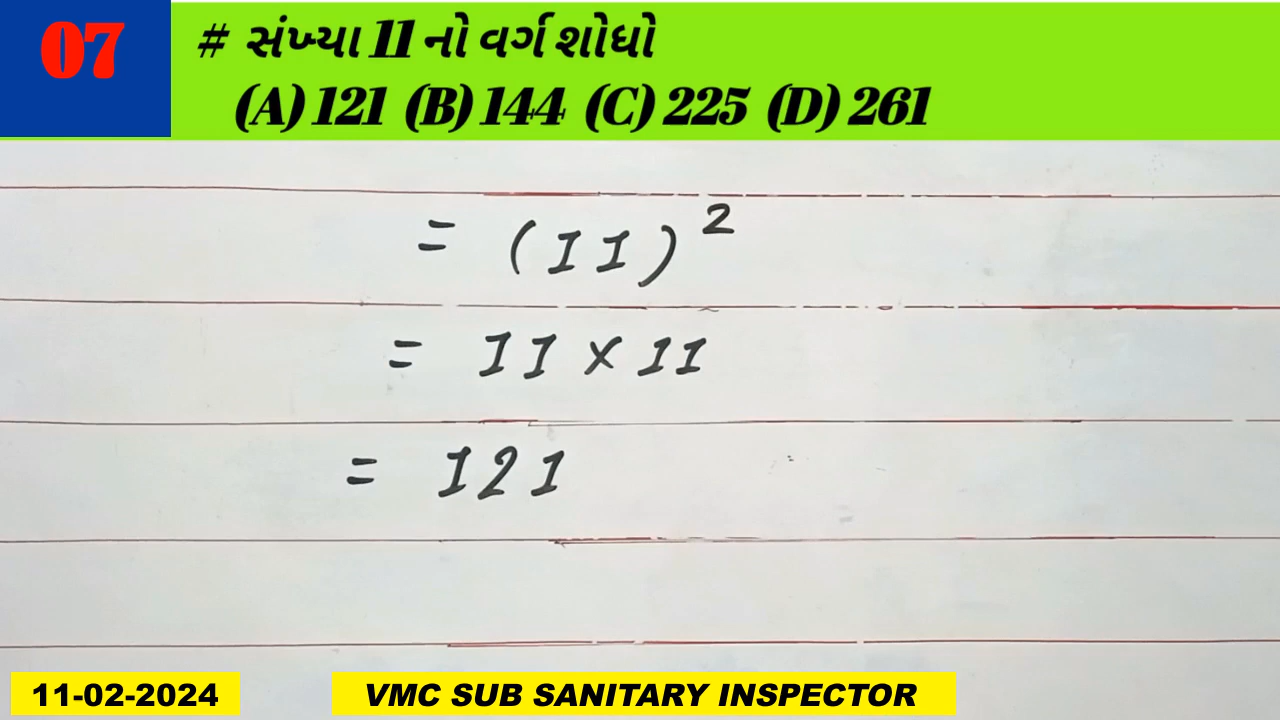 07
# સંખ્યા 11 નો વર્ગ શોધો
(A) 121 (B) 144 (C) 225 (D) 261
= (11)²
= 11 × 11
= 121
11-02-2024
VMC SUB SANITARY INSPECTOR